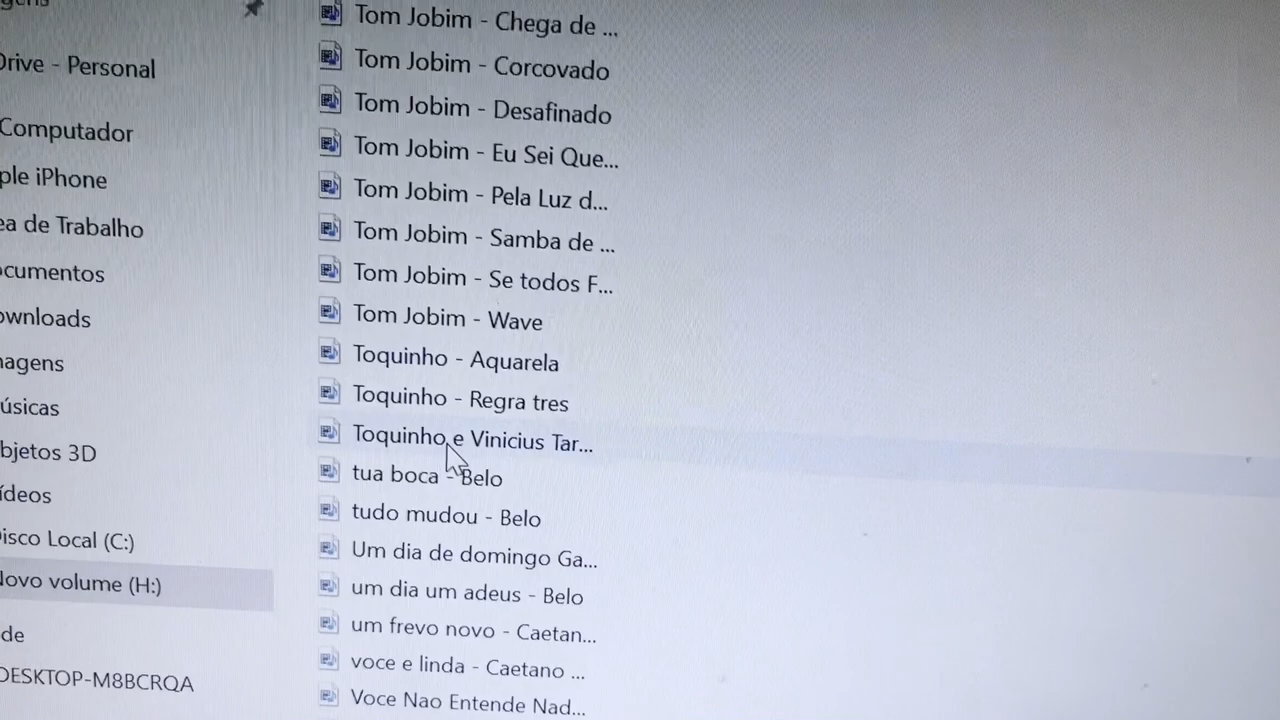 Drive - Personal
Computador
ple iPhone
ea de Trabalho
ocumentos
ownloads
magens
úsicas
bjetos 3D
ídeos
isco Local (C:)
Novo volume (H:)
de
DESKTOP-M8BCRQA
Tom Jobim - Chega de ...
Tom Jobim - Corcovado
Tom Jobim - Desafinado
Tom Jobim - Eu Sei Que...
Tom Jobim - Pela Luz d...
Tom Jobim - Samba de ...
Tom Jobim - Se todos F...
Tom Jobim - Wave
Toquinho - Aquarela
Toquinho - Regra tres
Toquinho e Vinicius Tar...
tua boca - Belo
tudo mudou - Belo
Um dia de domingo Ga...
um dia um adeus - Belo
um frevo novo - Caetan...
voce e linda - Caetano ...
Voce Nao Entende Nad...